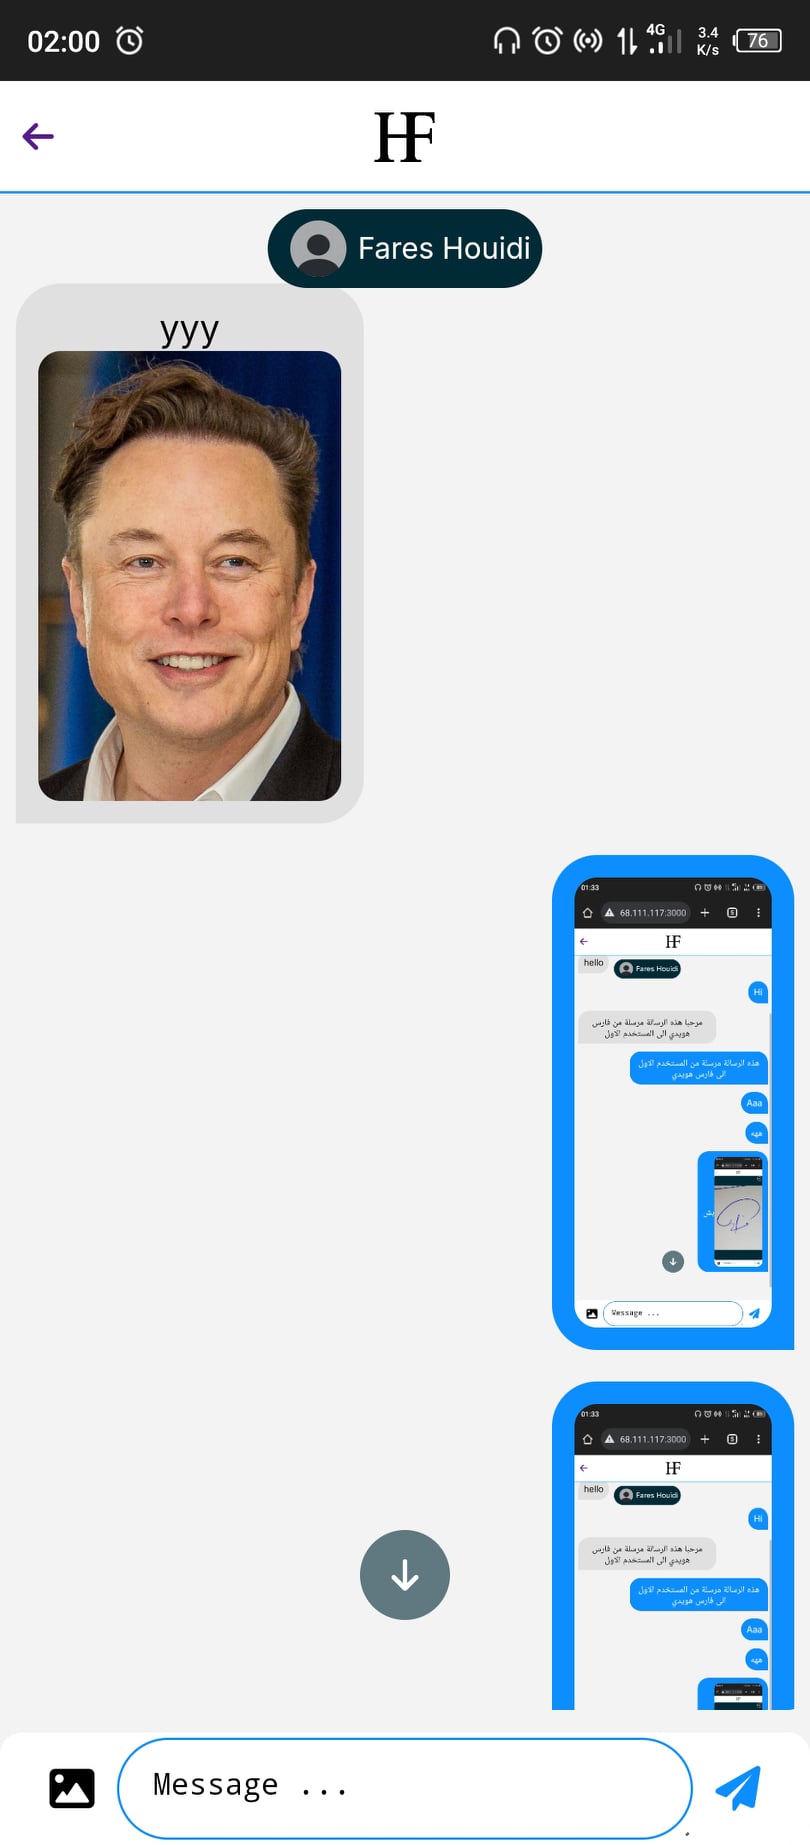 02:00
4G
3.4
K/s
76
HF
Fares Houidi
yyy
01:33
68.111.117:3000
HF
hello
Fares Houidi
Hi
مرحبا هذه الرسالة مرسلة من فارس
هويدي الى المستخدم الاول
هذه الرسالة مرسلة من المستخدم الاول
الى فارس هويدي
Aaa
ههه
Message ...
01:33
68.111.117:3000
HF
hello
Fares Houidi
Hi
مرحبا هذه الرسالة مرسلة من فارس
هويدي الى المستخدم الاول
هذه الرسالة مرسلة من المستخدم الاول
الى فارس هويدي
Aaa
ههه
Message ...